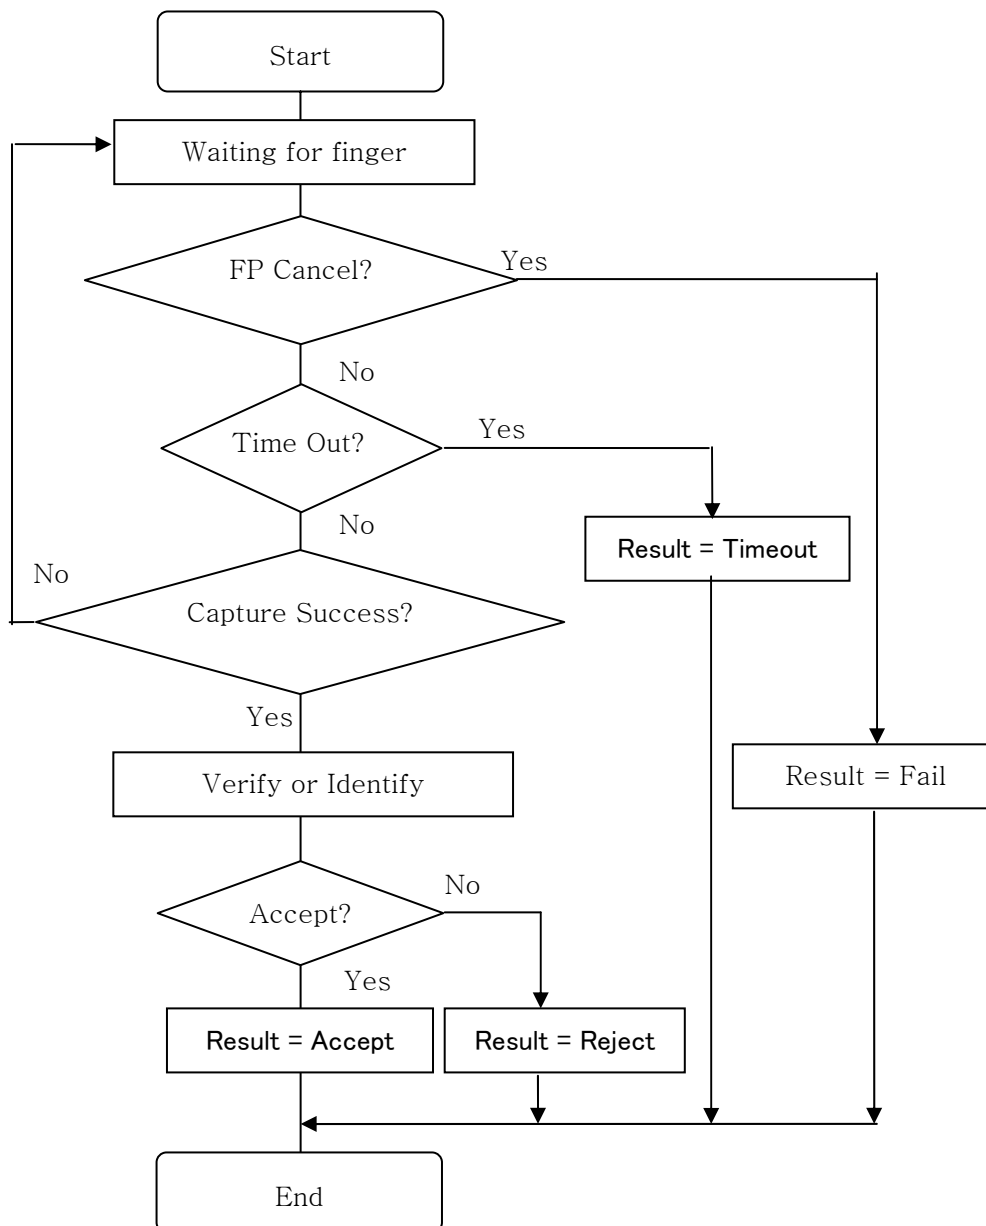 Start
Waiting for finger
FP Cancel?
Yes
No
Time Out?
Yes
No
Result = Timeout
No
Capture Success?
Yes
Verify or Identify
Result = Fail
Accept?
No
Yes
Result = Accept
Result = Reject
End